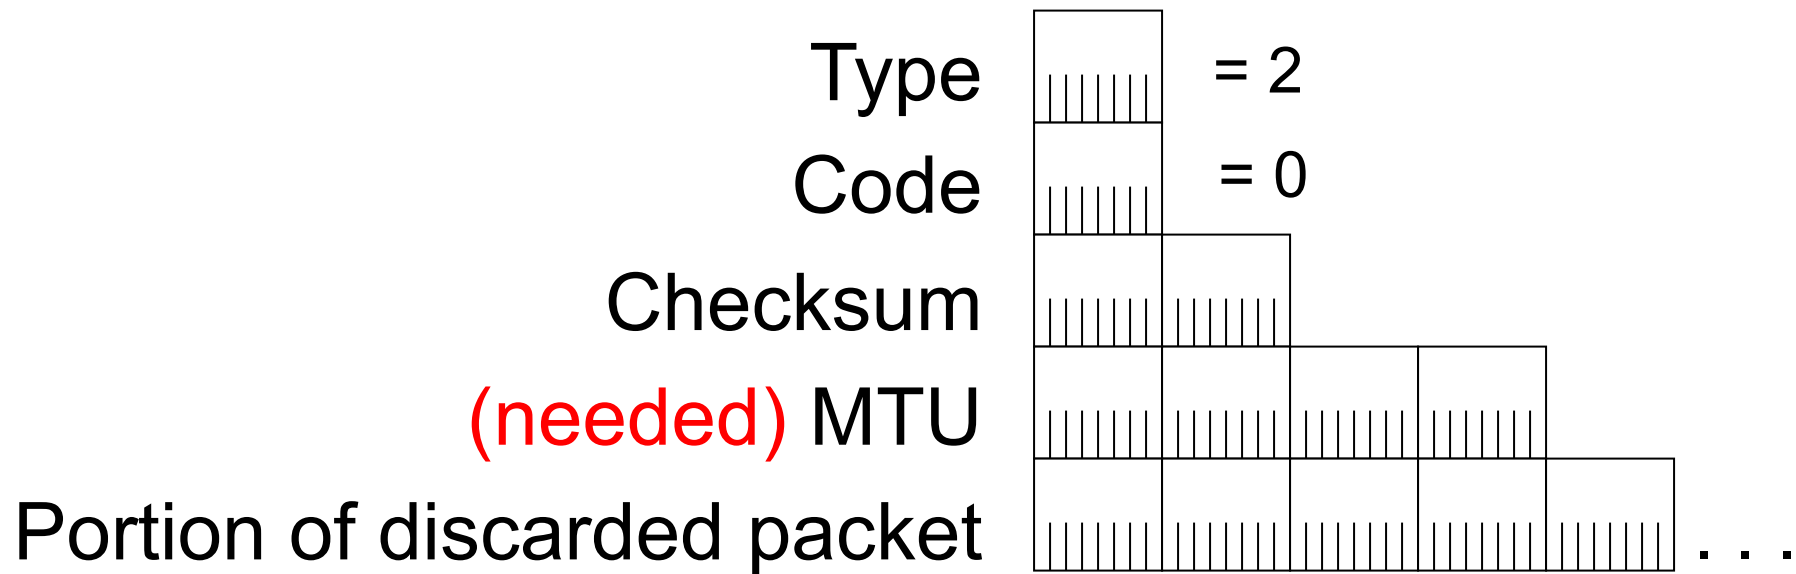 Type = 2
Code = 0
Checksum
(needed) MTU
Portion of discarded packet . . .